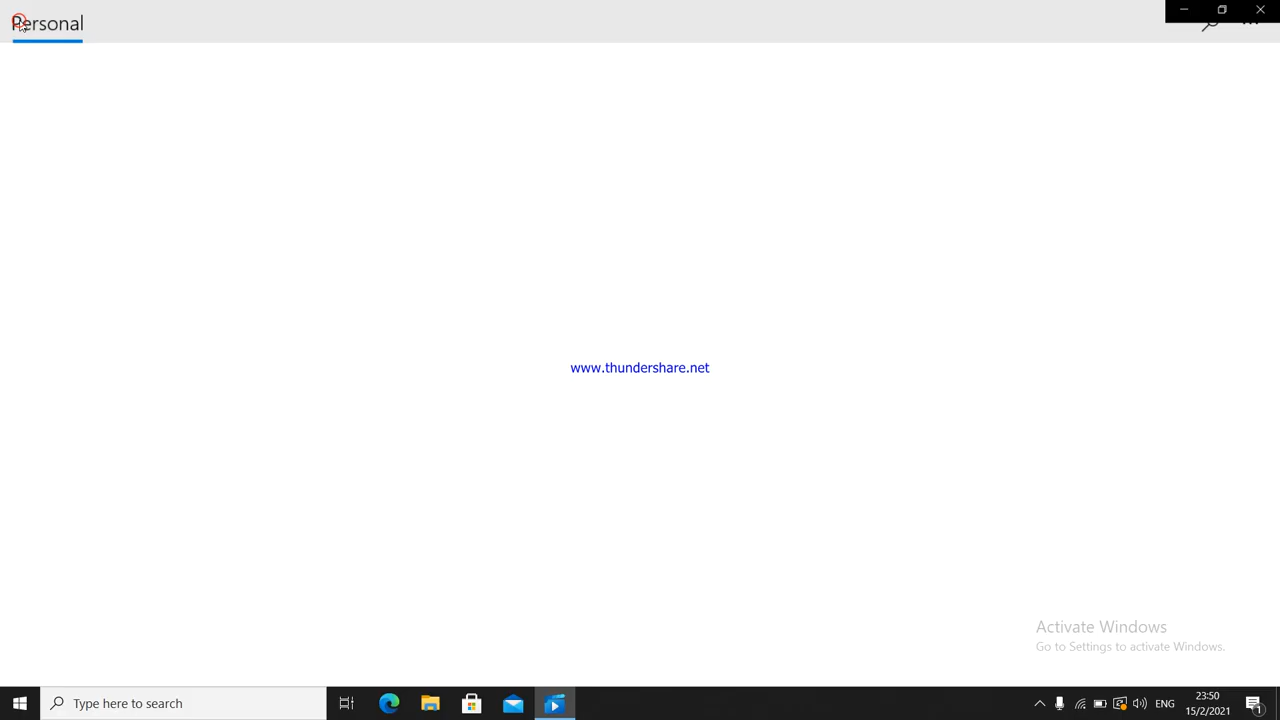 Personal
www.thundershare.net
Activate Windows
Go to Settings to activate Windows.
Type here to search
ENG
23:50
15/2/2021
1